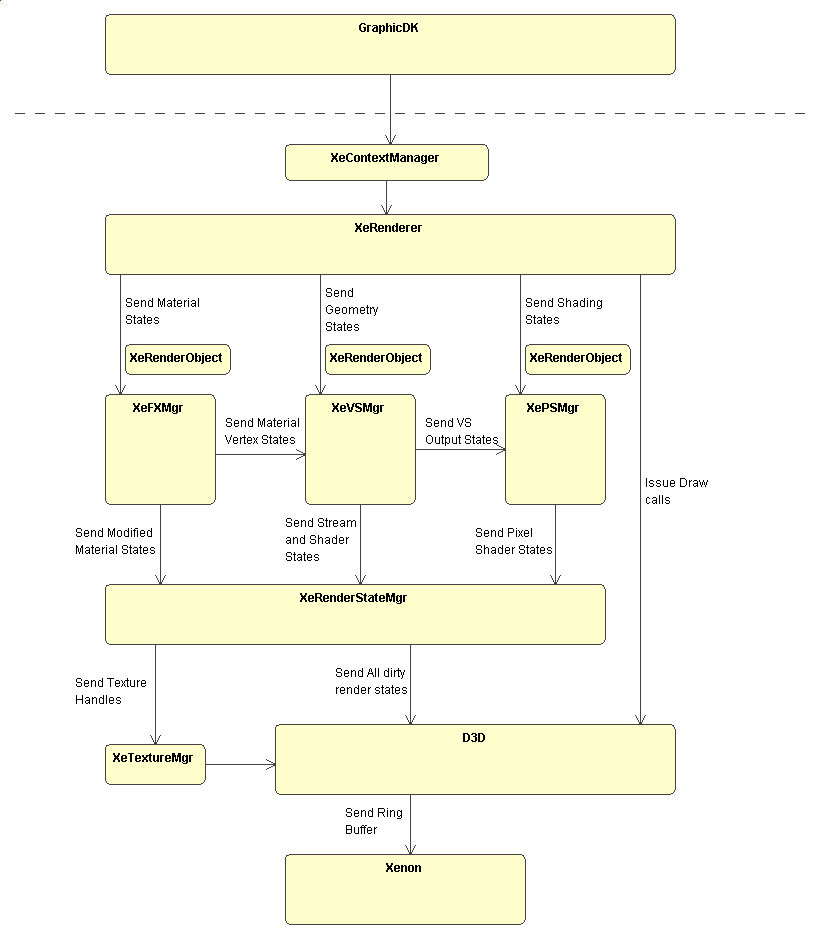 GraphicDK
XeContextManager
XeRenderer
Send Material
States
Send
Geometry
States
Send Shading
States
XeRenderObject
XeRenderObject
XeRenderObject
XeFXMgr
XeVSMgr
XePSMgr
Send Material
Vertex States
Send VS
Output States
Issue Draw
calls
Send Modified
Material States
Send Stream
and Shader
States
Send Pixel
Shader States
XeRenderStateMgr
Send Texture
Handles
Send All dirty
render states
XeTextureMgr
D3D
Send Ring
Buffer
Xenon